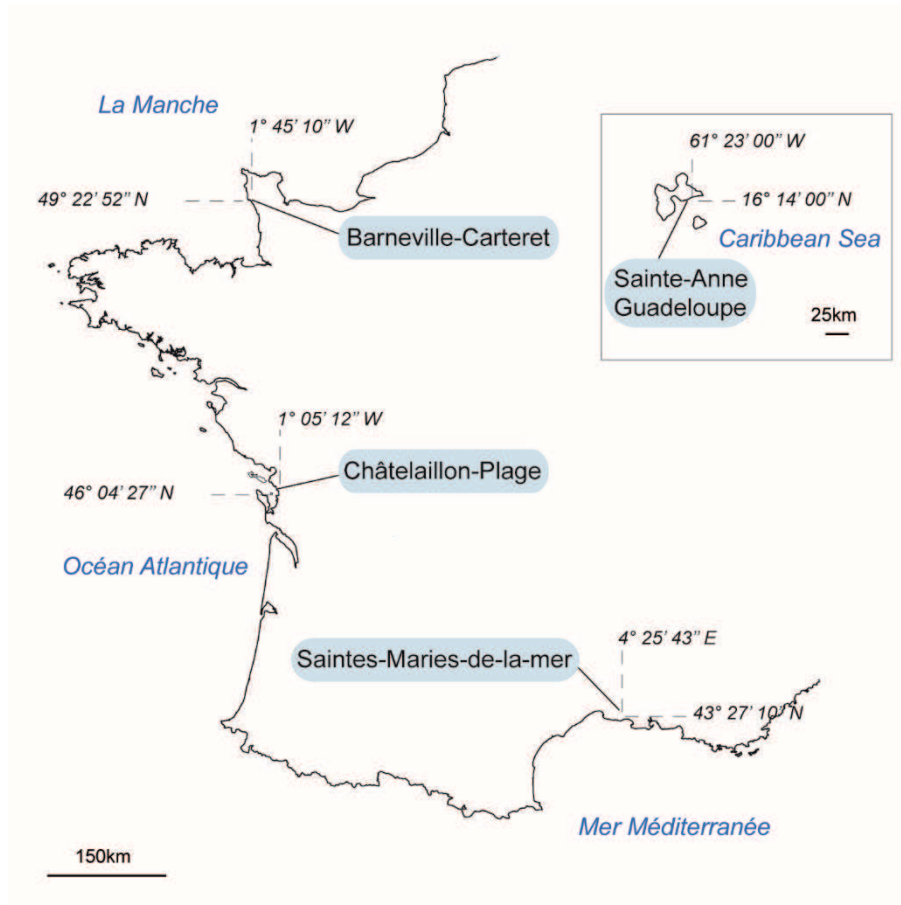 La Manche
1° 45’ 10’’ W
49° 22’ 52’’ N
Barneville-Carteret
61° 23’ 00’’ W
16° 14’ 00’’ N
Caribbean Sea
Sainte-Anne
Guadeloupe
25km
1° 05’ 12’’ W
Châtelaillon-Plage
46° 04’ 27’’ N
Océan Atlantique
4° 25’ 43’’ E
Saintes-Maries-de-la-mer
43° 27’ 10’’ N
Mer Méditerranée
150km